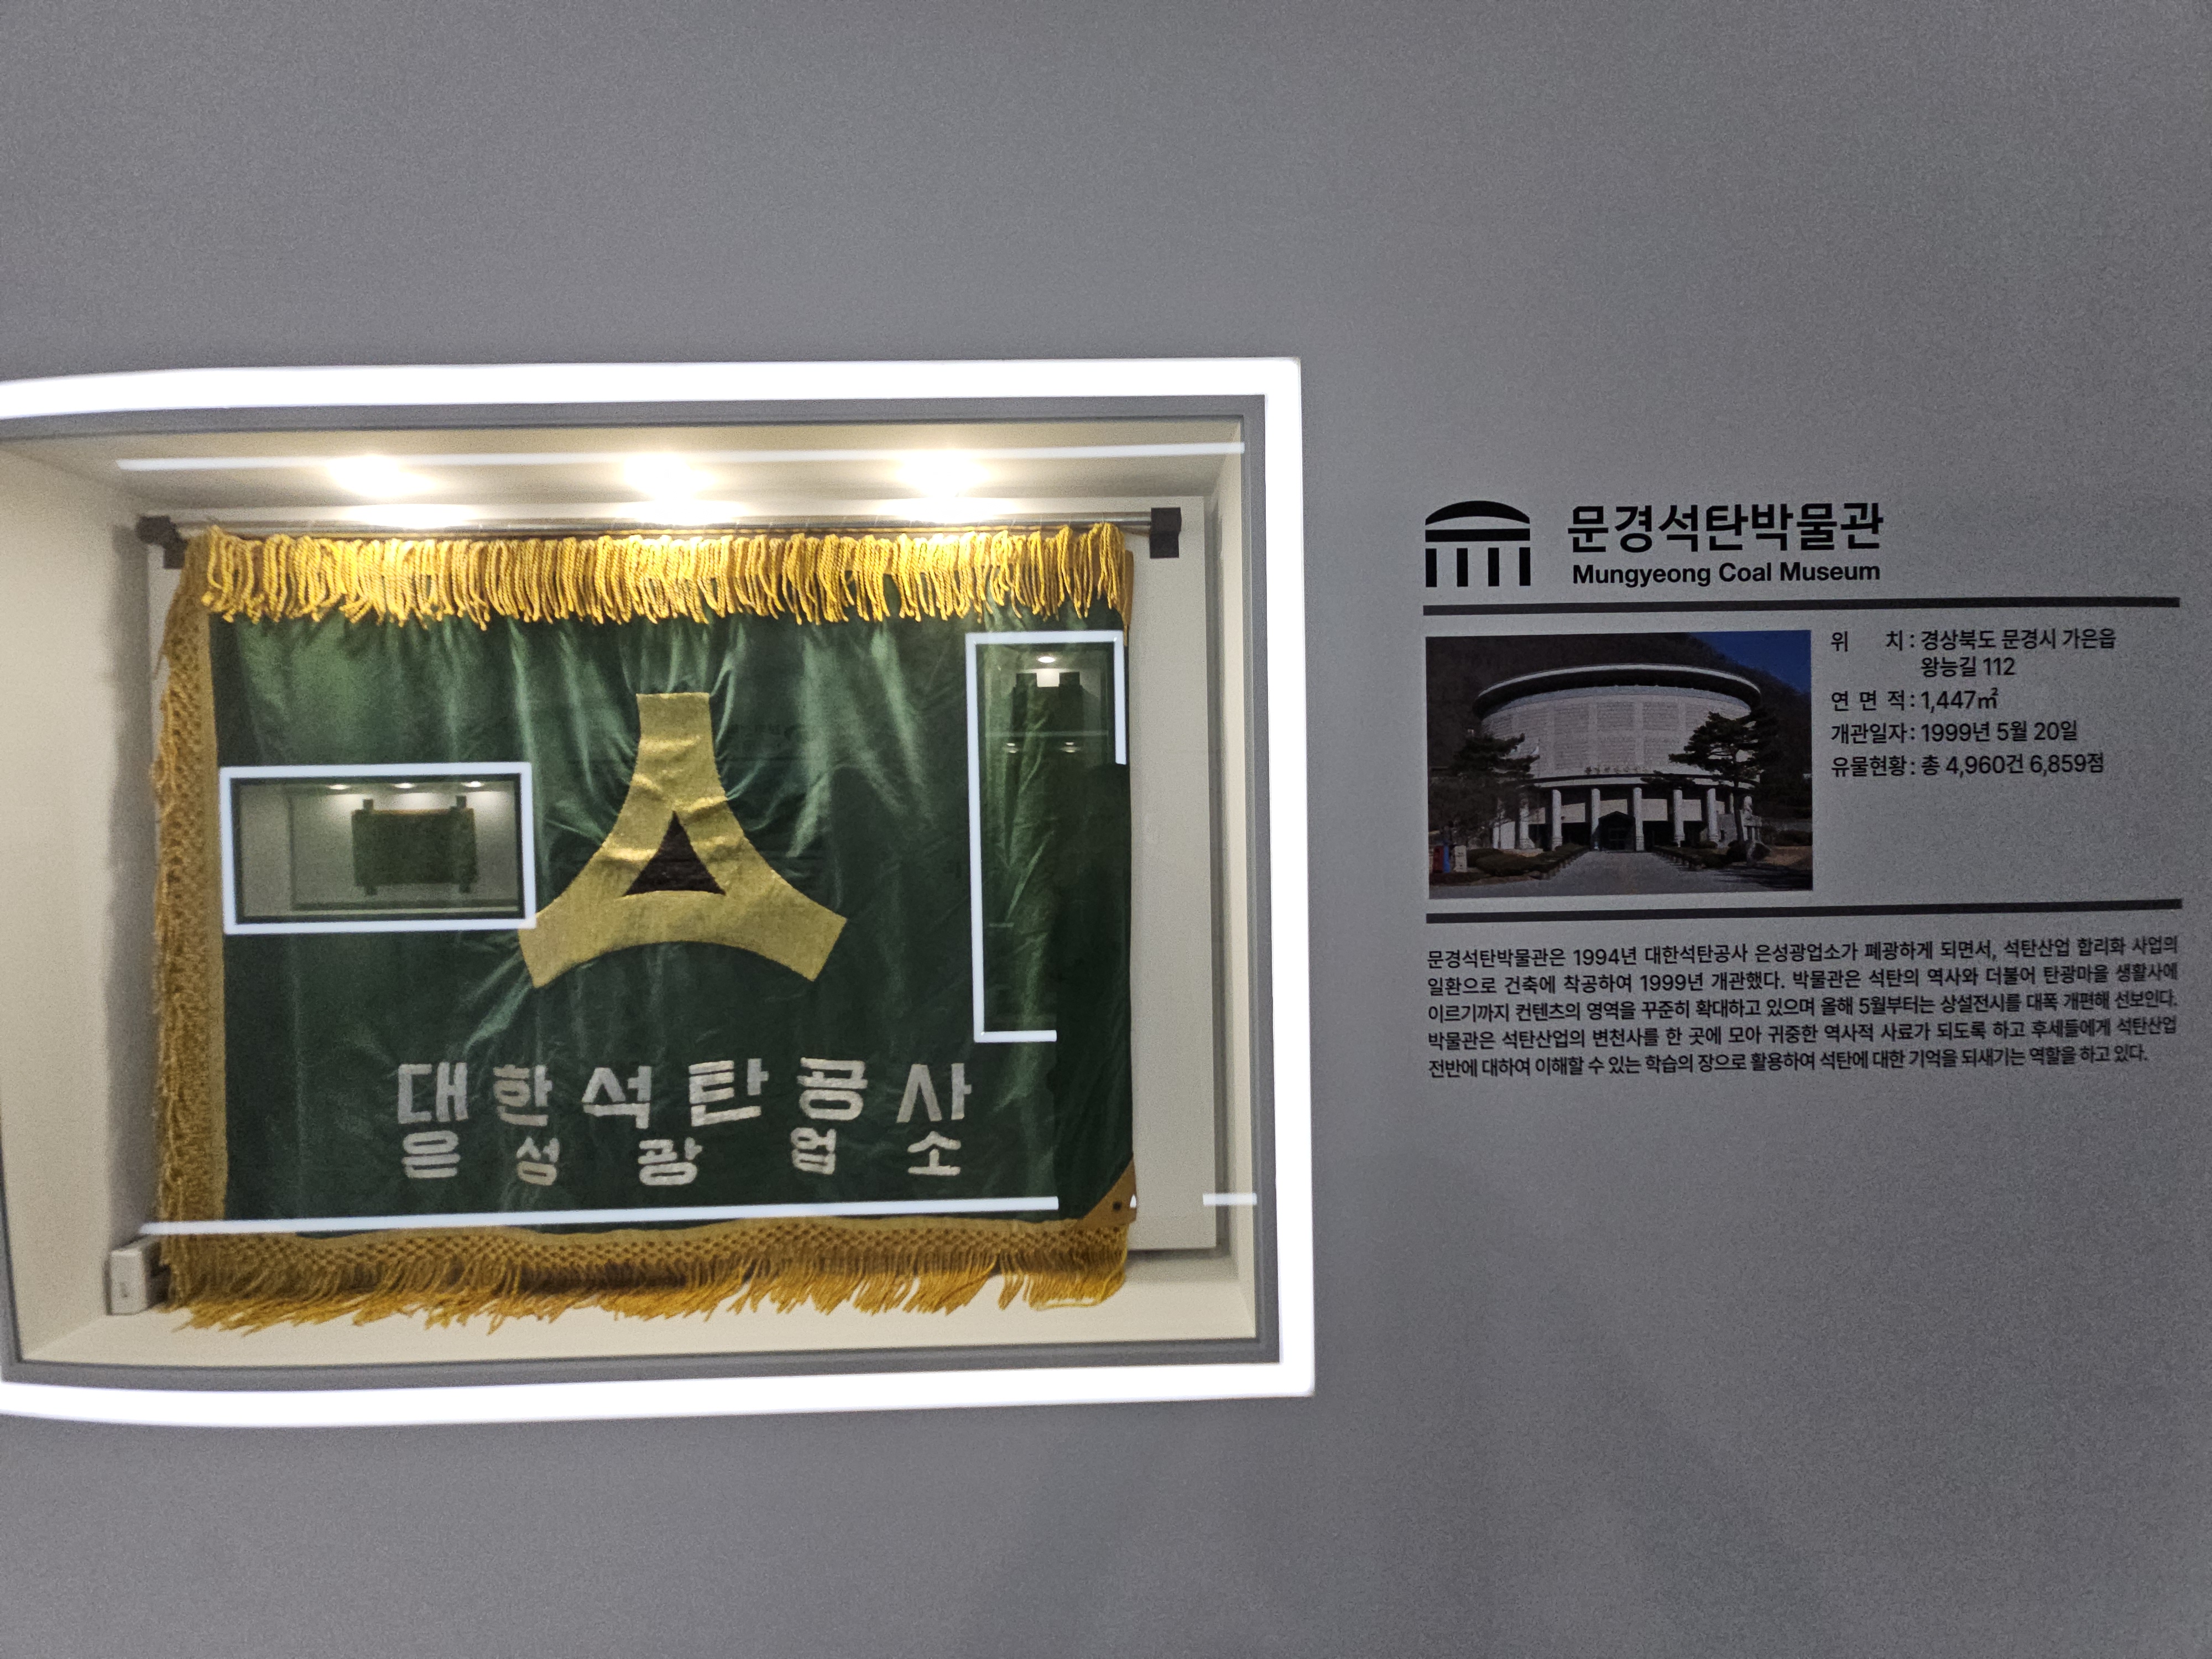 대한석탄공사
은성광업소
문경석탄박물관
Mungyeong Coal Museum
위 치 : 경상북도 문경시 가은읍
왕능길 112
연 면 적 : 1,447㎡
개관일자 : 1999년 5월 20일
유물현황 : 총 4,960건 6,859점
문경석탄박물관은 1994년 대한석탄공사 은성광업소가 폐광하게 되면서, 석탄산업 합리화 사업의
일환으로 건축에 착공하여 1999년 개관했다. 박물관은 석탄의 역사와 더불어 탄광마을 생활사에
이르기까지 컨텐츠의 영역을 꾸준히 확대하고 있으며 올해 5월부터는 상설전시를 대폭 개편해 선보인다.
박물관은 석탄산업의 변천사를 한 곳에 모아 귀중한 역사적 사료가 되도록 하고 후세들에게 석탄산업
전반에 대하여 이해할 수 있는 학습의 장으로 활용하여 석탄에 대한 기억을 되새기는 역할을 하고 있다.